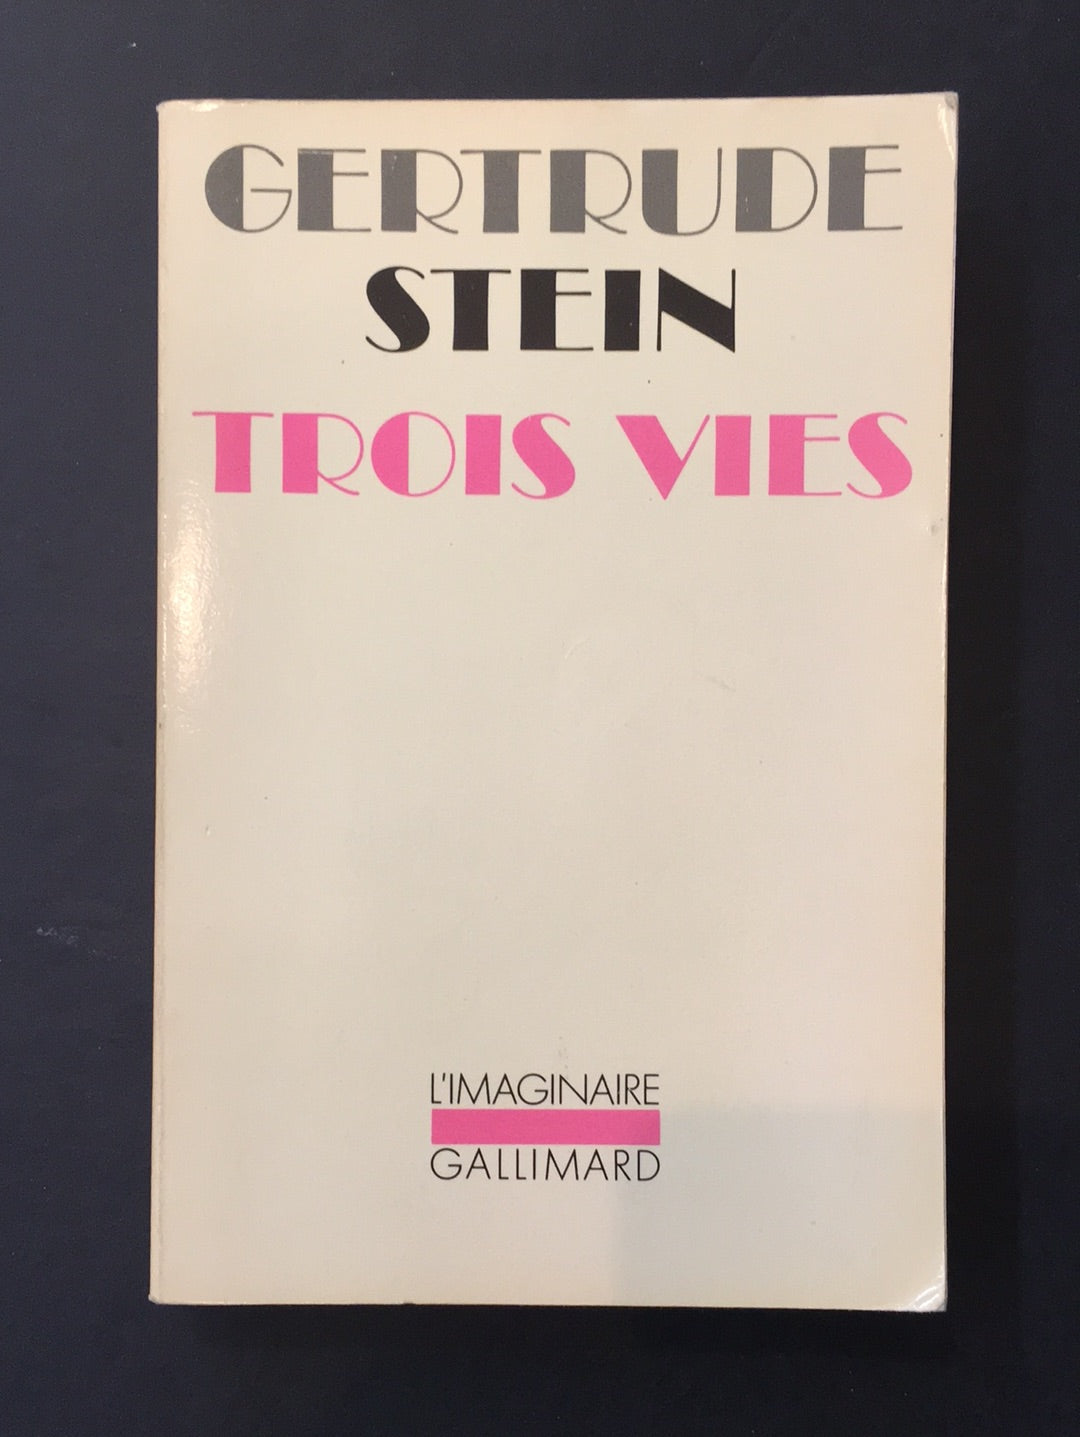 GERTRUDE
STEIN
TROIS VIES
L'IMAGINAIRE
GALLIMARD